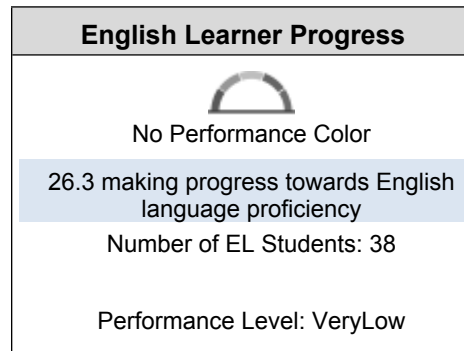 English Learner Progress
No Performance Color
26.3 making progress towards English
language proficiency
Number of EL Students: 38
Performance Level: VeryLow